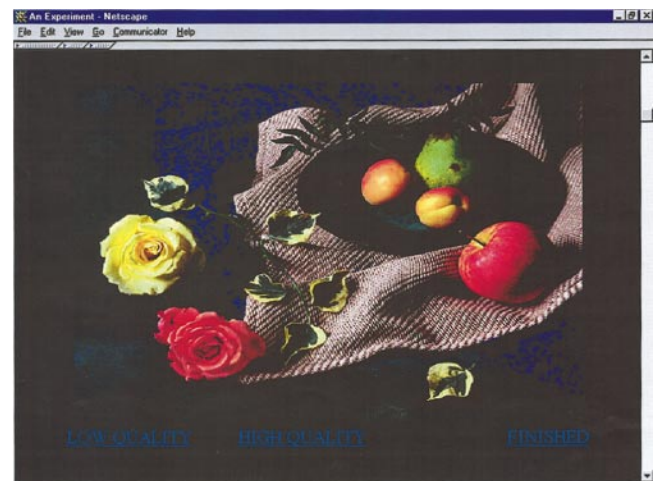 An Experiment - Netscape
File Edit View Go Communicator Help
LOW QUALITY HIGH QUALITY FINISHED